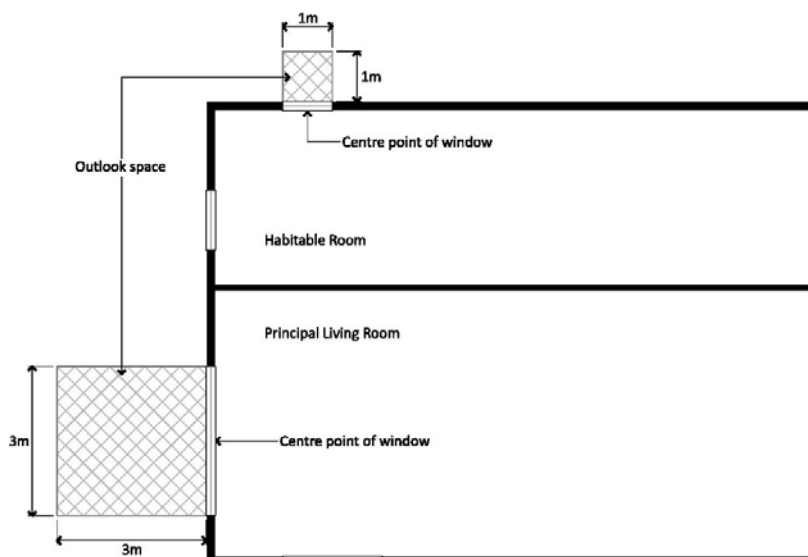 1m
1m
Centre point of window
Outlook space
Habitable Room
Principal Living Room
3m
Centre point of window
3m